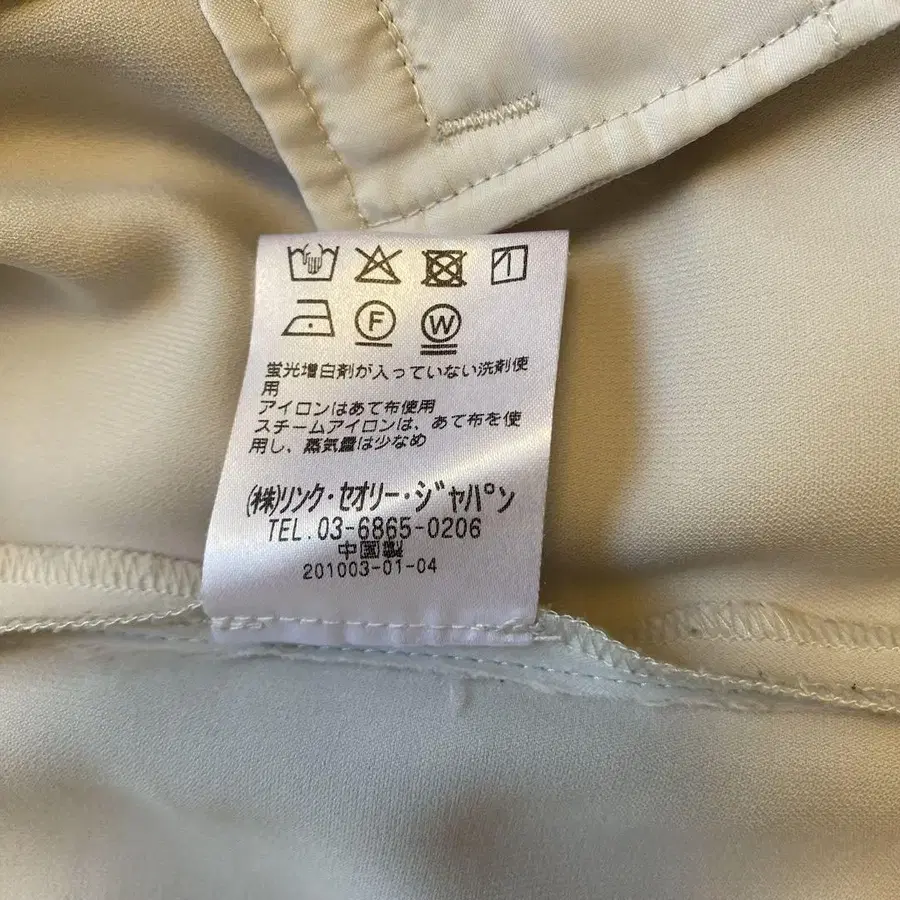 F W
蛍光増白剤が入っていない洗剤使
用
アイロンはあて布使用
スチームアイロンは、あて布を使
用し、蒸気量は少なめ
(株)リンク・セオリー・ジャパン
TEL.03-6865-0206
中国製
201003-01-04